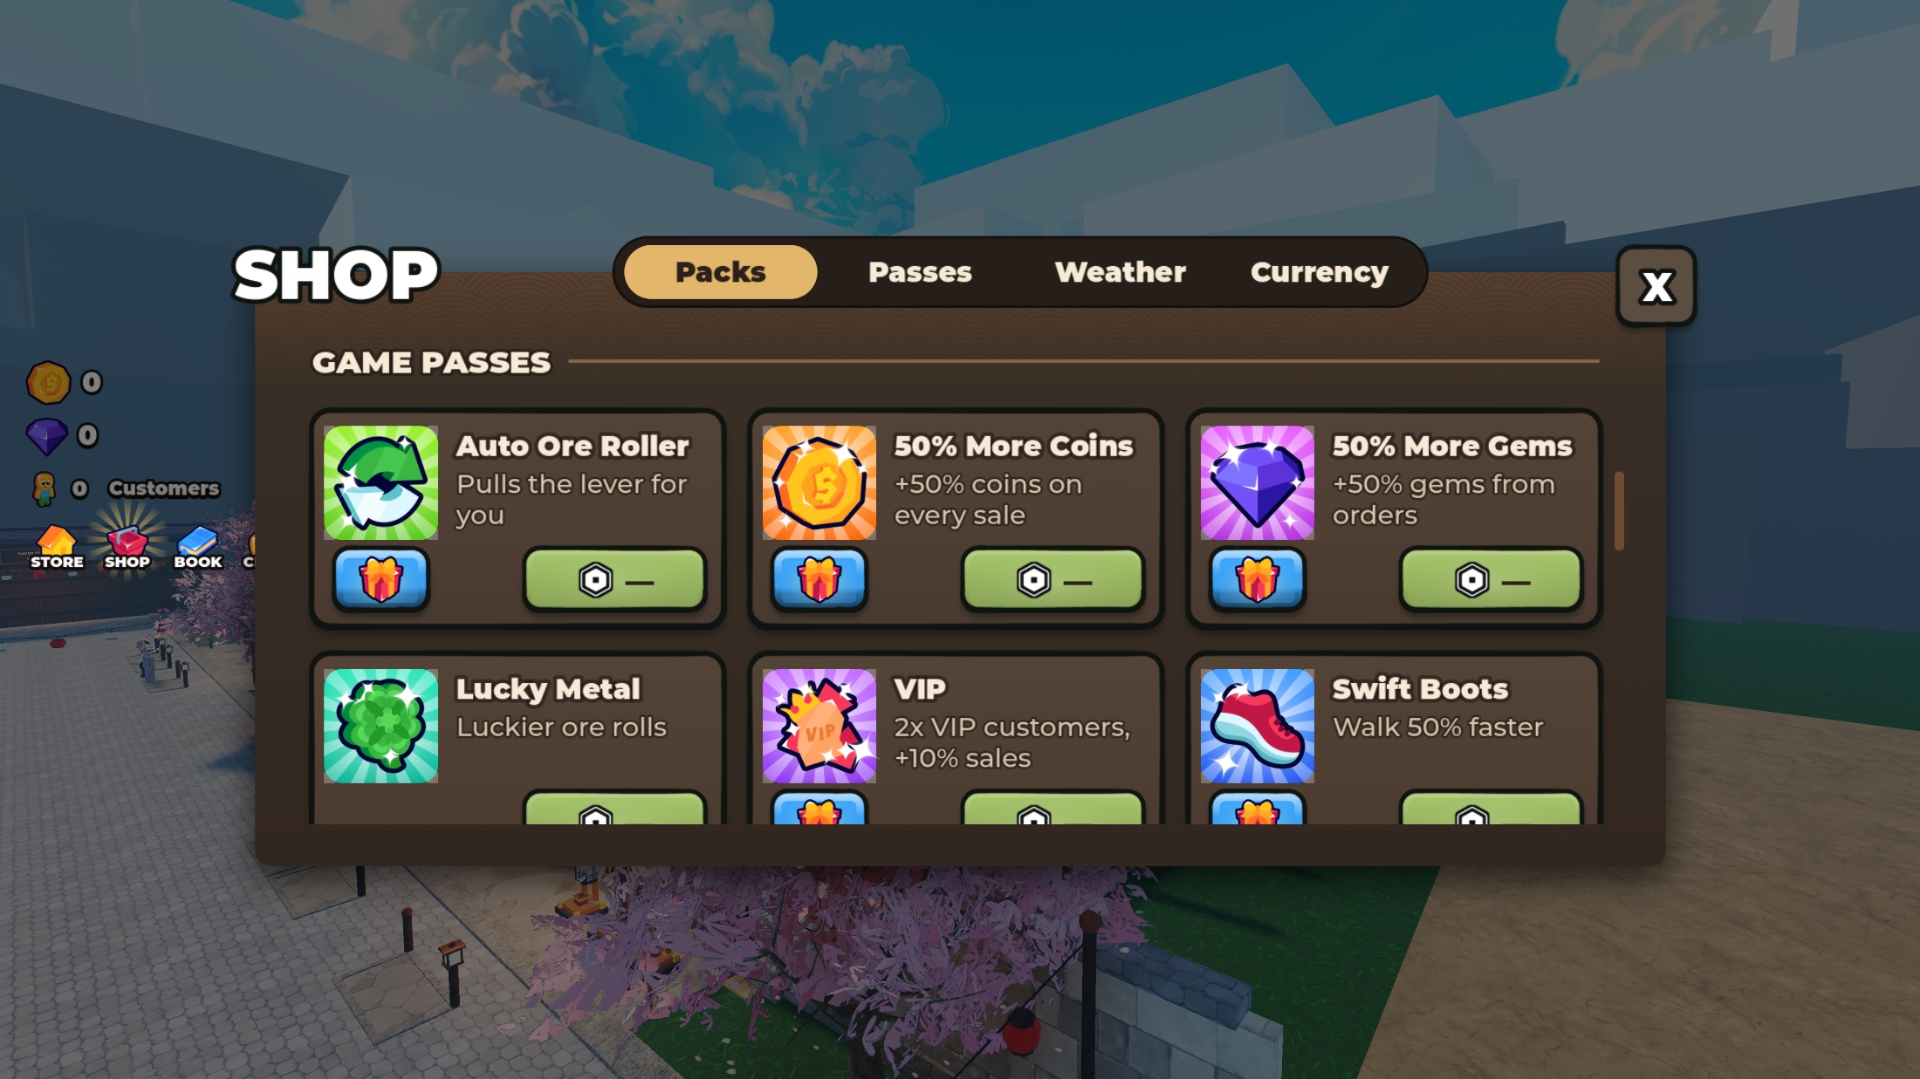 SHOP
Packs
Passes
Weather
Currency
X
GAME PASSES
0
0
0 Customers
STORE
SHOP
BOOK
Auto Ore Roller
Pulls the lever for
you
—
50% More Coins
+50% coins on
every sale
—
50% More Gems
+50% gems from
orders
—
Lucky Metal
Luckier ore rolls
VIP
VIP
2x VIP customers,
+10% sales
Swift Boots
Walk 50% faster